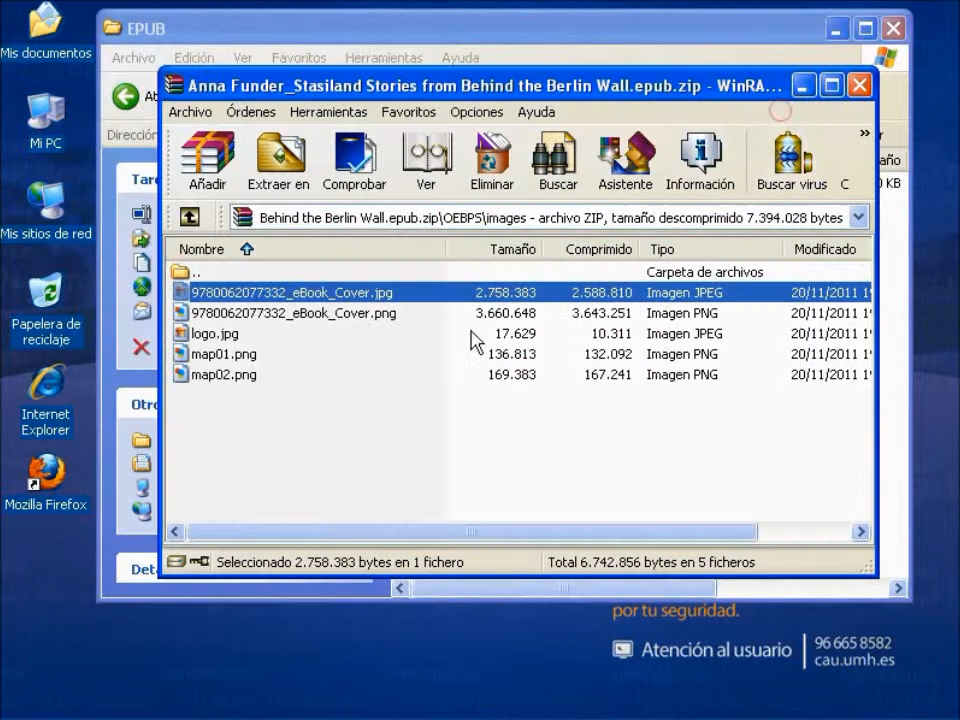 Mis documentos
Mi PC
Mis sitios de red
Papelera de
reciclaje
Internet
Explorer
Mozilla Firefox
EPUB
Archivo Edición Ver Favoritos Herramientas Ayuda
Dirección
Anna Funder_Stasiland Stories from Behind the Berlin Wall.epub.zip - WinRA...
Archivo Órdenes Herramientas Favoritos Opciones Ayuda
Añadir Extraer en Comprobar Ver Eliminar Buscar Asistente Información Buscar virus C
Behind the Berlin Wall.epub.zip\OEBPS\images - archivo ZIP, tamaño descomprimido 7.394.028 bytes
Nombre Tamaño Comprimido Tipo Modificado
.. Carpeta de archivos
9780062077332_eBook_Cover.jpg 2.758.383 2.588.810 Imagen JPEG 20/11/2011 1
9780062077332_eBook_Cover.png 3.660.648 3.643.251 Imagen PNG 20/11/2011 1
logo.jpg 17.629 10.311 Imagen JPEG 20/11/2011 1
map01.png 136.813 132.092 Imagen PNG 20/11/2011 1
map02.png 169.383 167.241 Imagen PNG 20/11/2011 1
Seleccionado 2.758.383 bytes en 1 fichero Total 6.742.856 bytes en 5 ficheros
KB
por tu seguridad.
Atención al usuario
96 665 8582
cau.umh.es